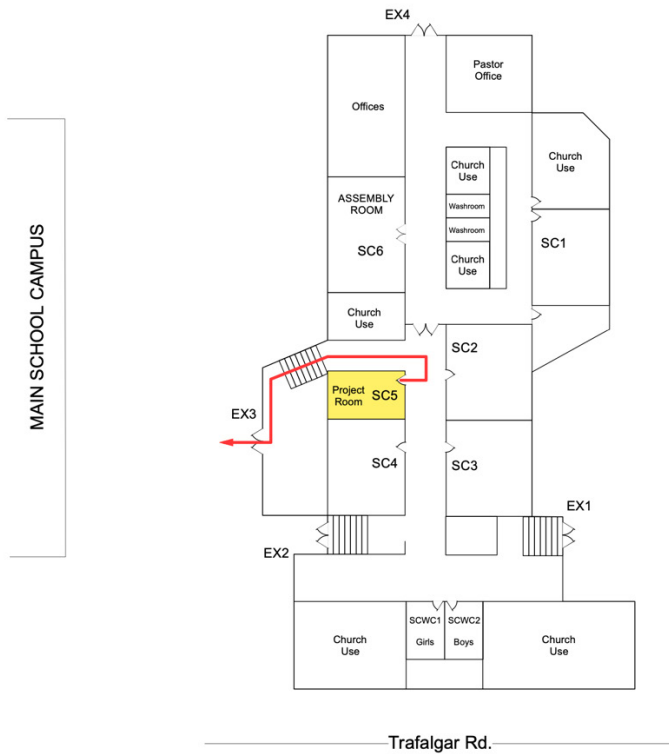 EX4
Pastor
Office
Offices
Church
Use
Church
Use
ASSEMBLY
ROOM
Washroom
Washroom
SC6
SC1
Church
Use
Church
Use
SC2
MAIN SCHOOL CAMPUS
Project
Room
SC5
EX3
SC4
SC3
EX1
EX2
SCWC1
Girls
SCWC2
Boys
Church
Use
Church
Use
Trafalgar Rd.